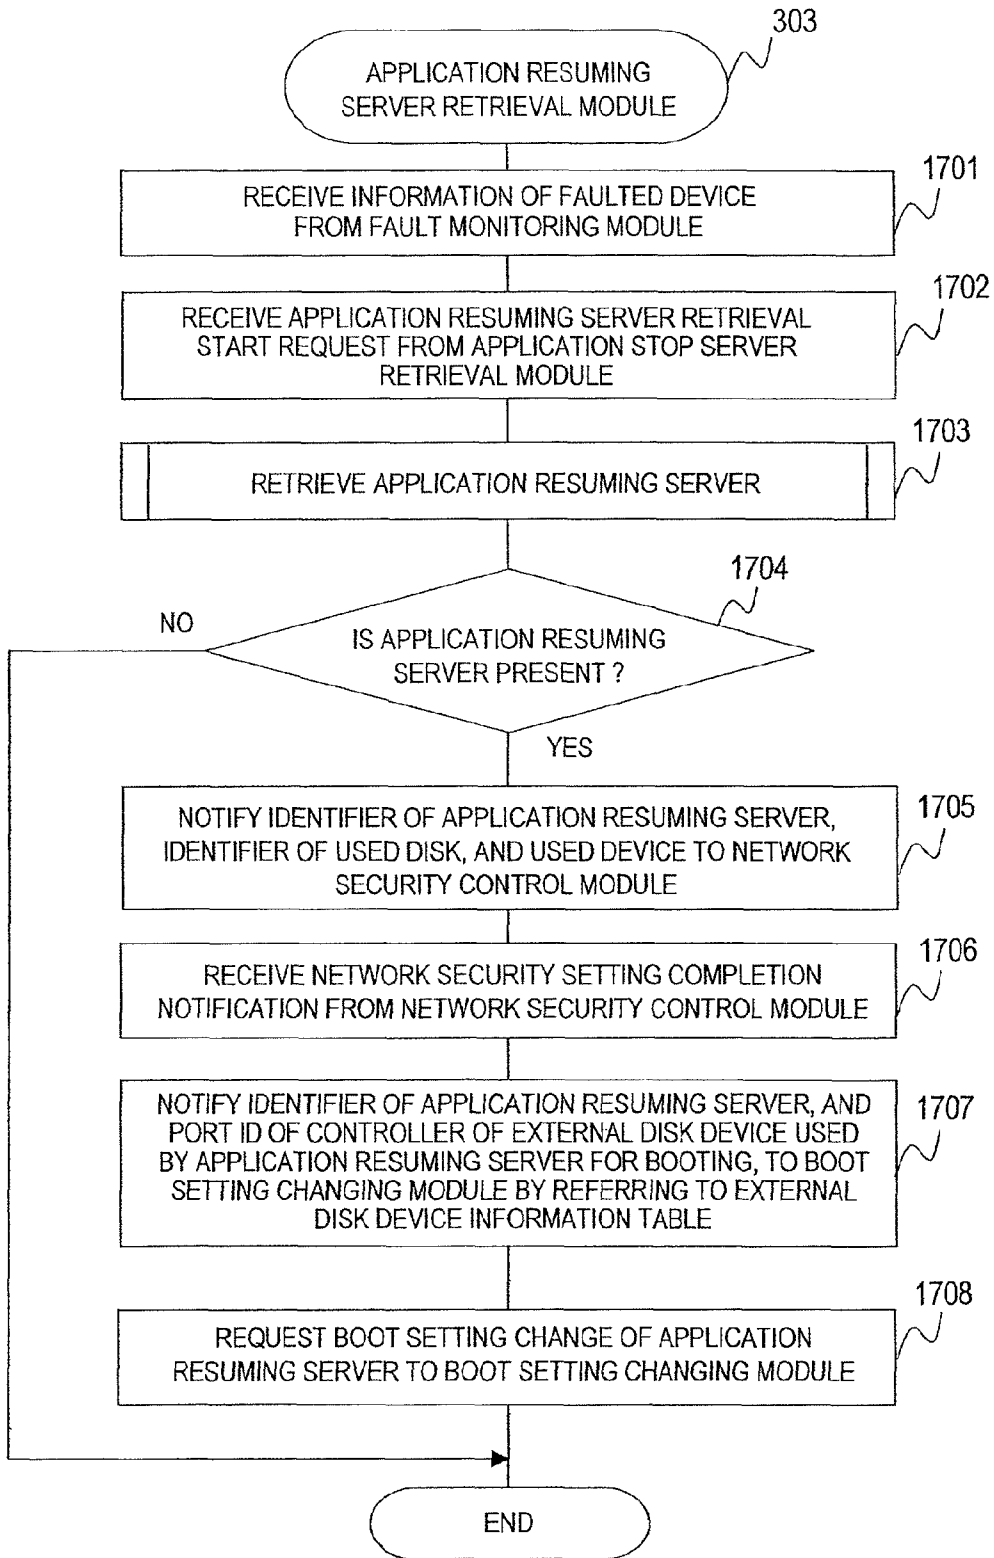 303
APPLICATION RESUMING
SERVER RETRIEVAL MODULE
1701
RECEIVE INFORMATION OF FAULTED DEVICE
FROM FAULT MONITORING MODULE
1702
RECEIVE APPLICATION RESUMING SERVER RETRIEVAL
START REQUEST FROM APPLICATION STOP SERVER
RETRIEVAL MODULE
1703
RETRIEVE APPLICATION RESUMING SERVER
1704
NO
IS APPLICATION RESUMING
SERVER PRESENT ?
YES
1705
NOTIFY IDENTIFIER OF APPLICATION RESUMING SERVER,
IDENTIFIER OF USED DISK, AND USED DEVICE TO NETWORK
SECURITY CONTROL MODULE
1706
RECEIVE NETWORK SECURITY SETTING COMPLETION
NOTIFICATION FROM NETWORK SECURITY CONTROL MODULE
1707
NOTIFY IDENTIFIER OF APPLICATION RESUMING SERVER, AND
PORT ID OF CONTROLLER OF EXTERNAL DISK DEVICE USED
BY APPLICATION RESUMING SERVER FOR BOOTING, TO BOOT
SETTING CHANGING MODULE BY REFERRING TO EXTERNAL
DISK DEVICE INFORMATION TABLE
1708
REQUEST BOOT SETTING CHANGE OF APPLICATION
RESUMING SERVER TO BOOT SETTING CHANGING MODULE
END